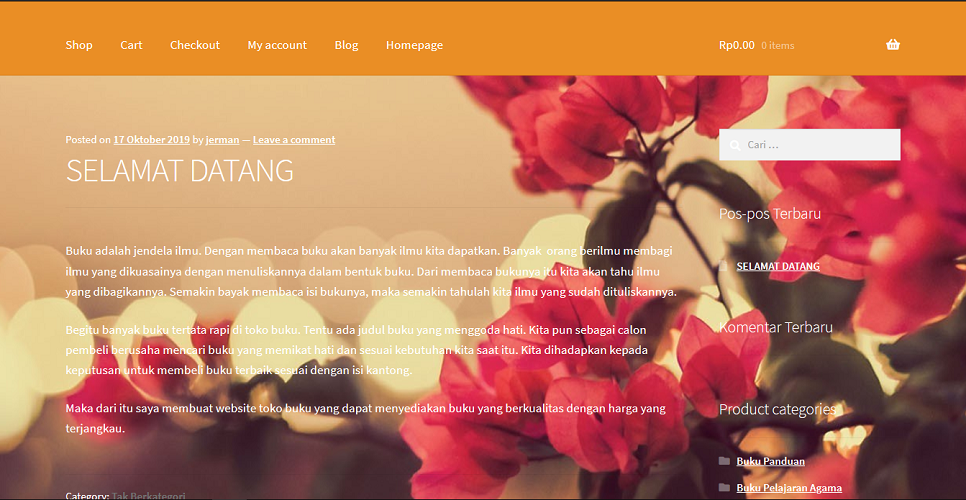 Shop Cart Checkout My account Blog Homepage Rp0.00 0 items
Posted on 17 Oktober 2019 by jerman — Leave a comment
SELAMAT DATANG
Buku adalah jendela ilmu. Dengan membaca buku akan banyak ilmu kita dapatkan. Banyak orang berilmu membagi
ilmu yang dikuasainya dengan menuliskannya dalam bentuk buku. Dari membaca bukunya itu kita akan tahu ilmu
yang dibagikannya. Semakin bayak membaca isi bukunya, maka semakin tahulah kita ilmu yang sudah dituliskannya.
Begitu banyak buku tertata rapi di toko buku. Tentu ada judul buku yang menggoda hati. Kita pun sebagai calon
pembeli berusaha mencari buku yang memikat hati dan sesuai kebutuhan kita saat itu. Kita dihadapkan kepada
keputusan untuk membeli buku terbaik sesuai dengan isi kantong.
Maka dari itu saya membuat website toko buku yang dapat menyediakan buku yang berkualitas dengan harga yang
terjangkau.
Category: Tak Berkategori
Cari …
Pos-pos Terbaru
SELAMAT DATANG
Komentar Terbaru
Product categories
Buku Panduan
Buku Pelajaran Agama